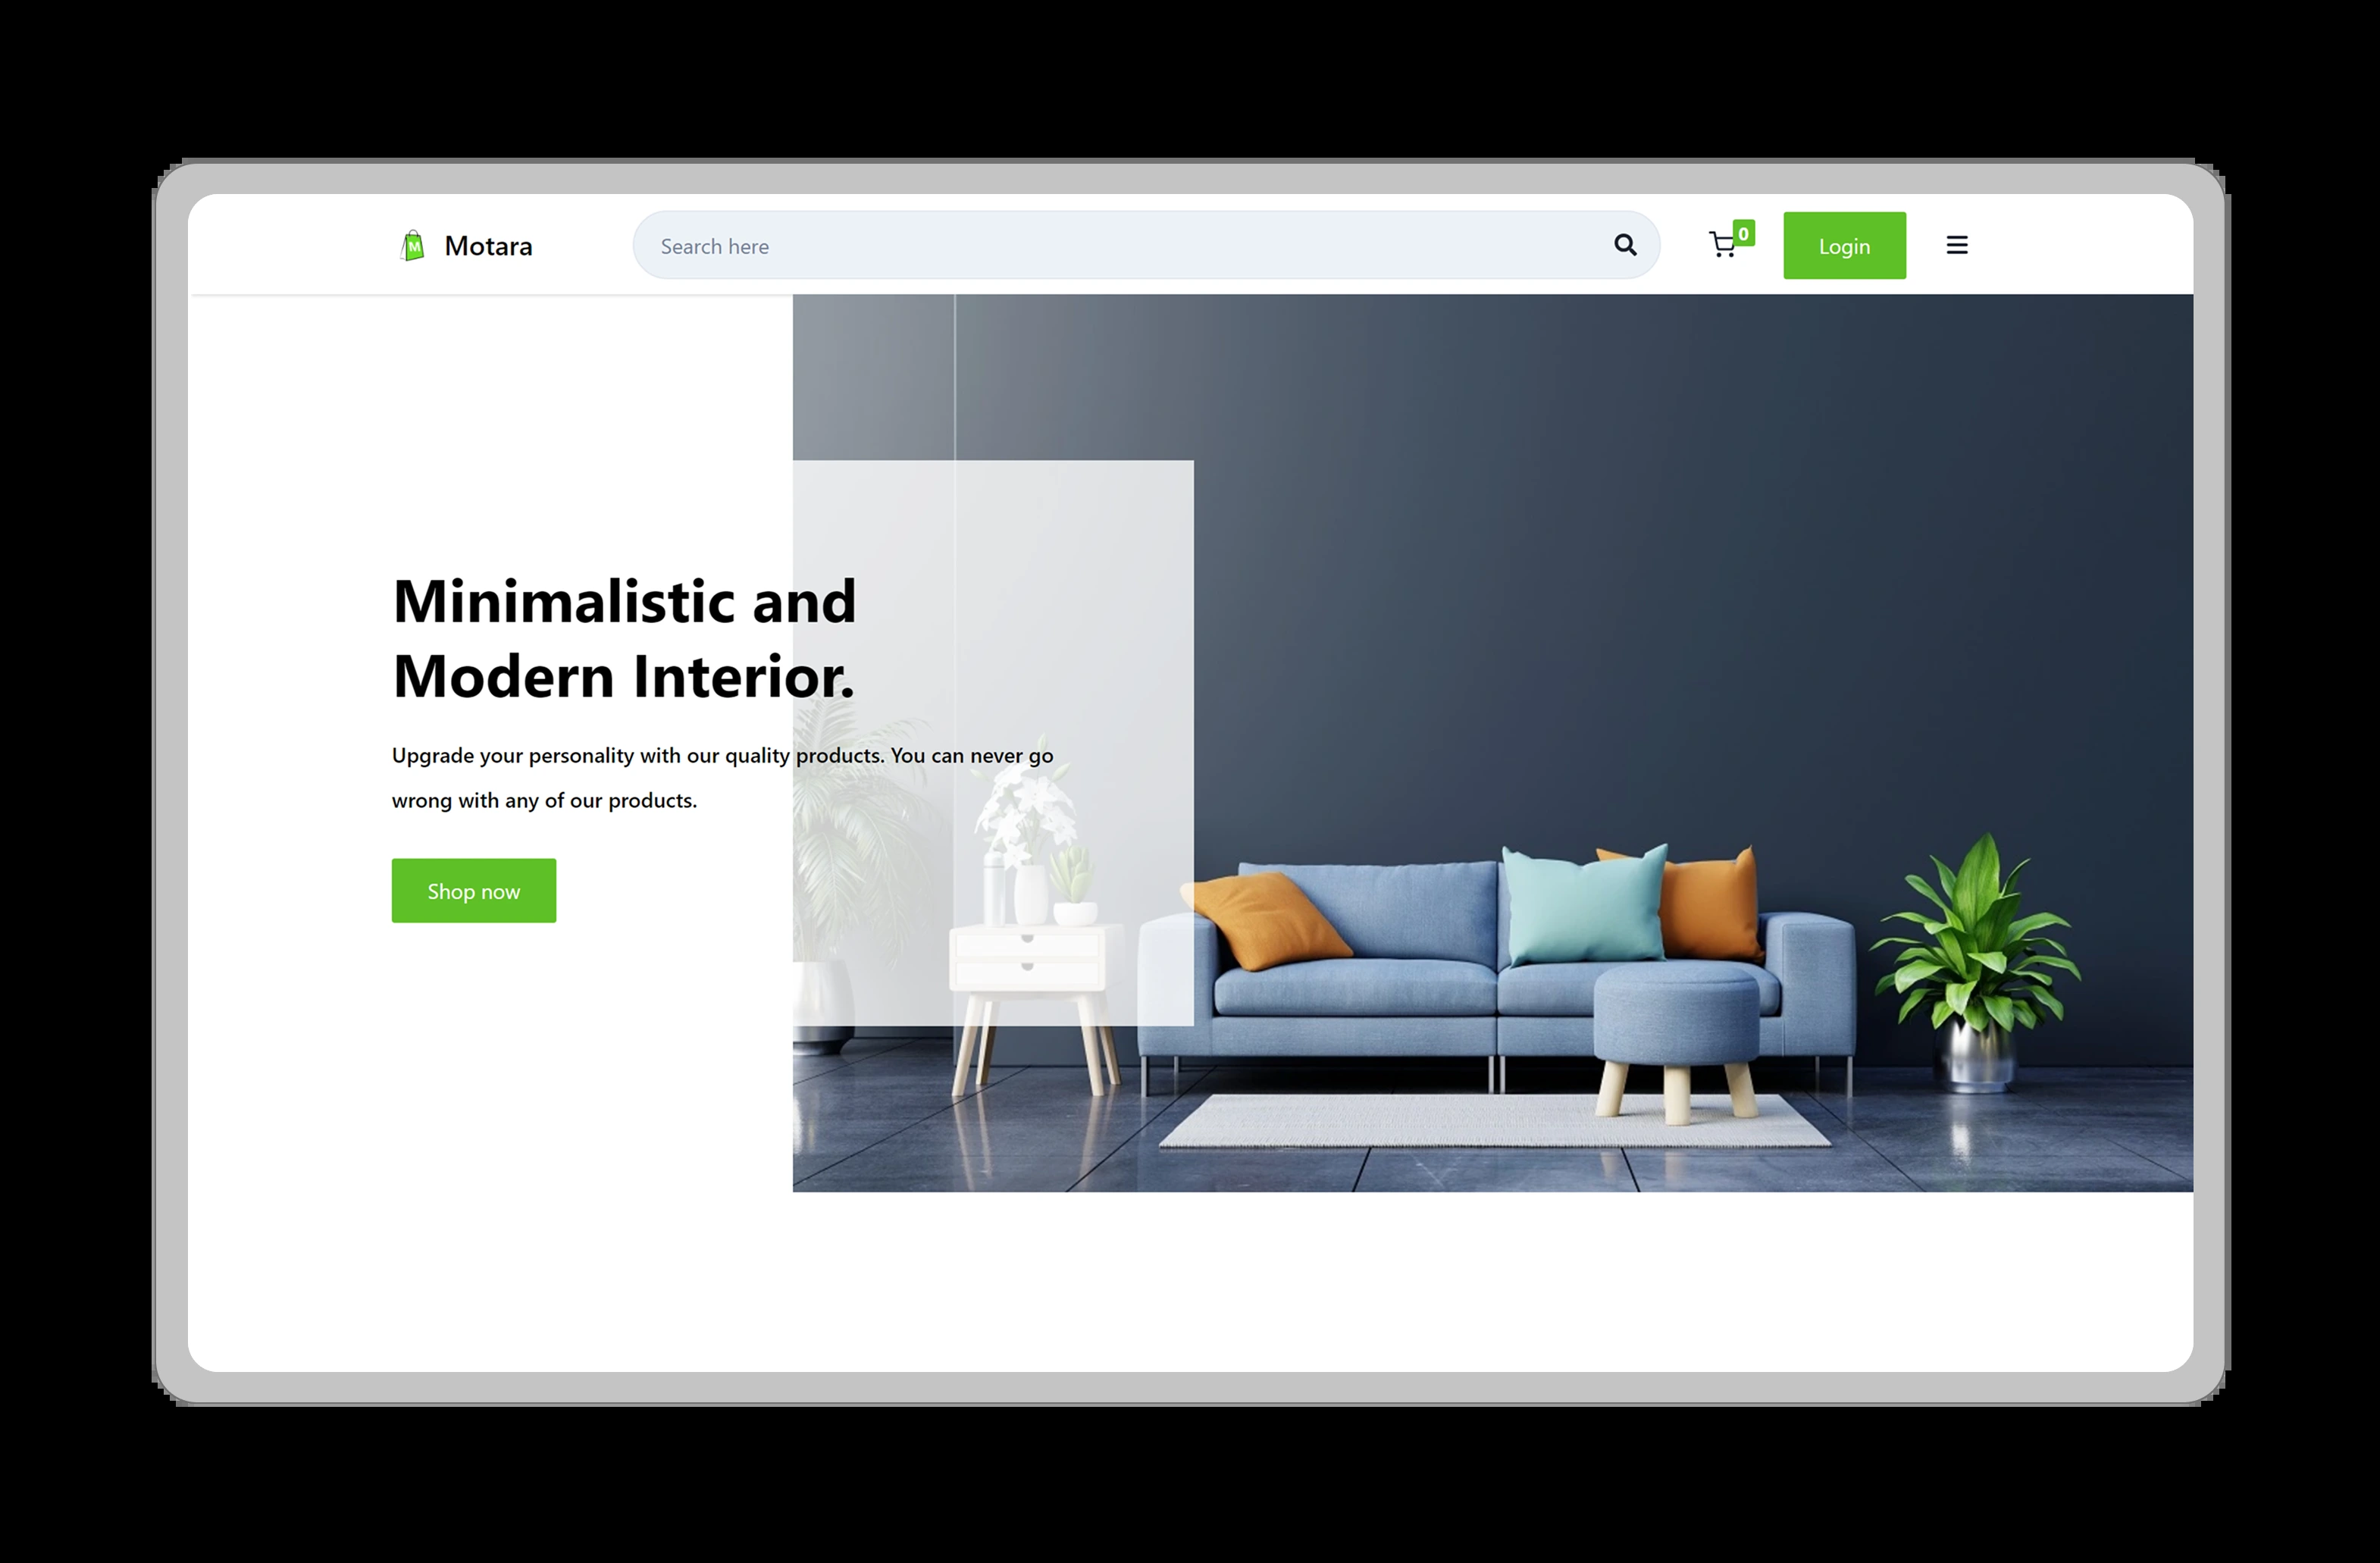 M Motara
Search here
0
Login
Minimalistic and
Modern Interior.
Upgrade your personality with our quality products. You can never go
wrong with any of our products.
Shop now